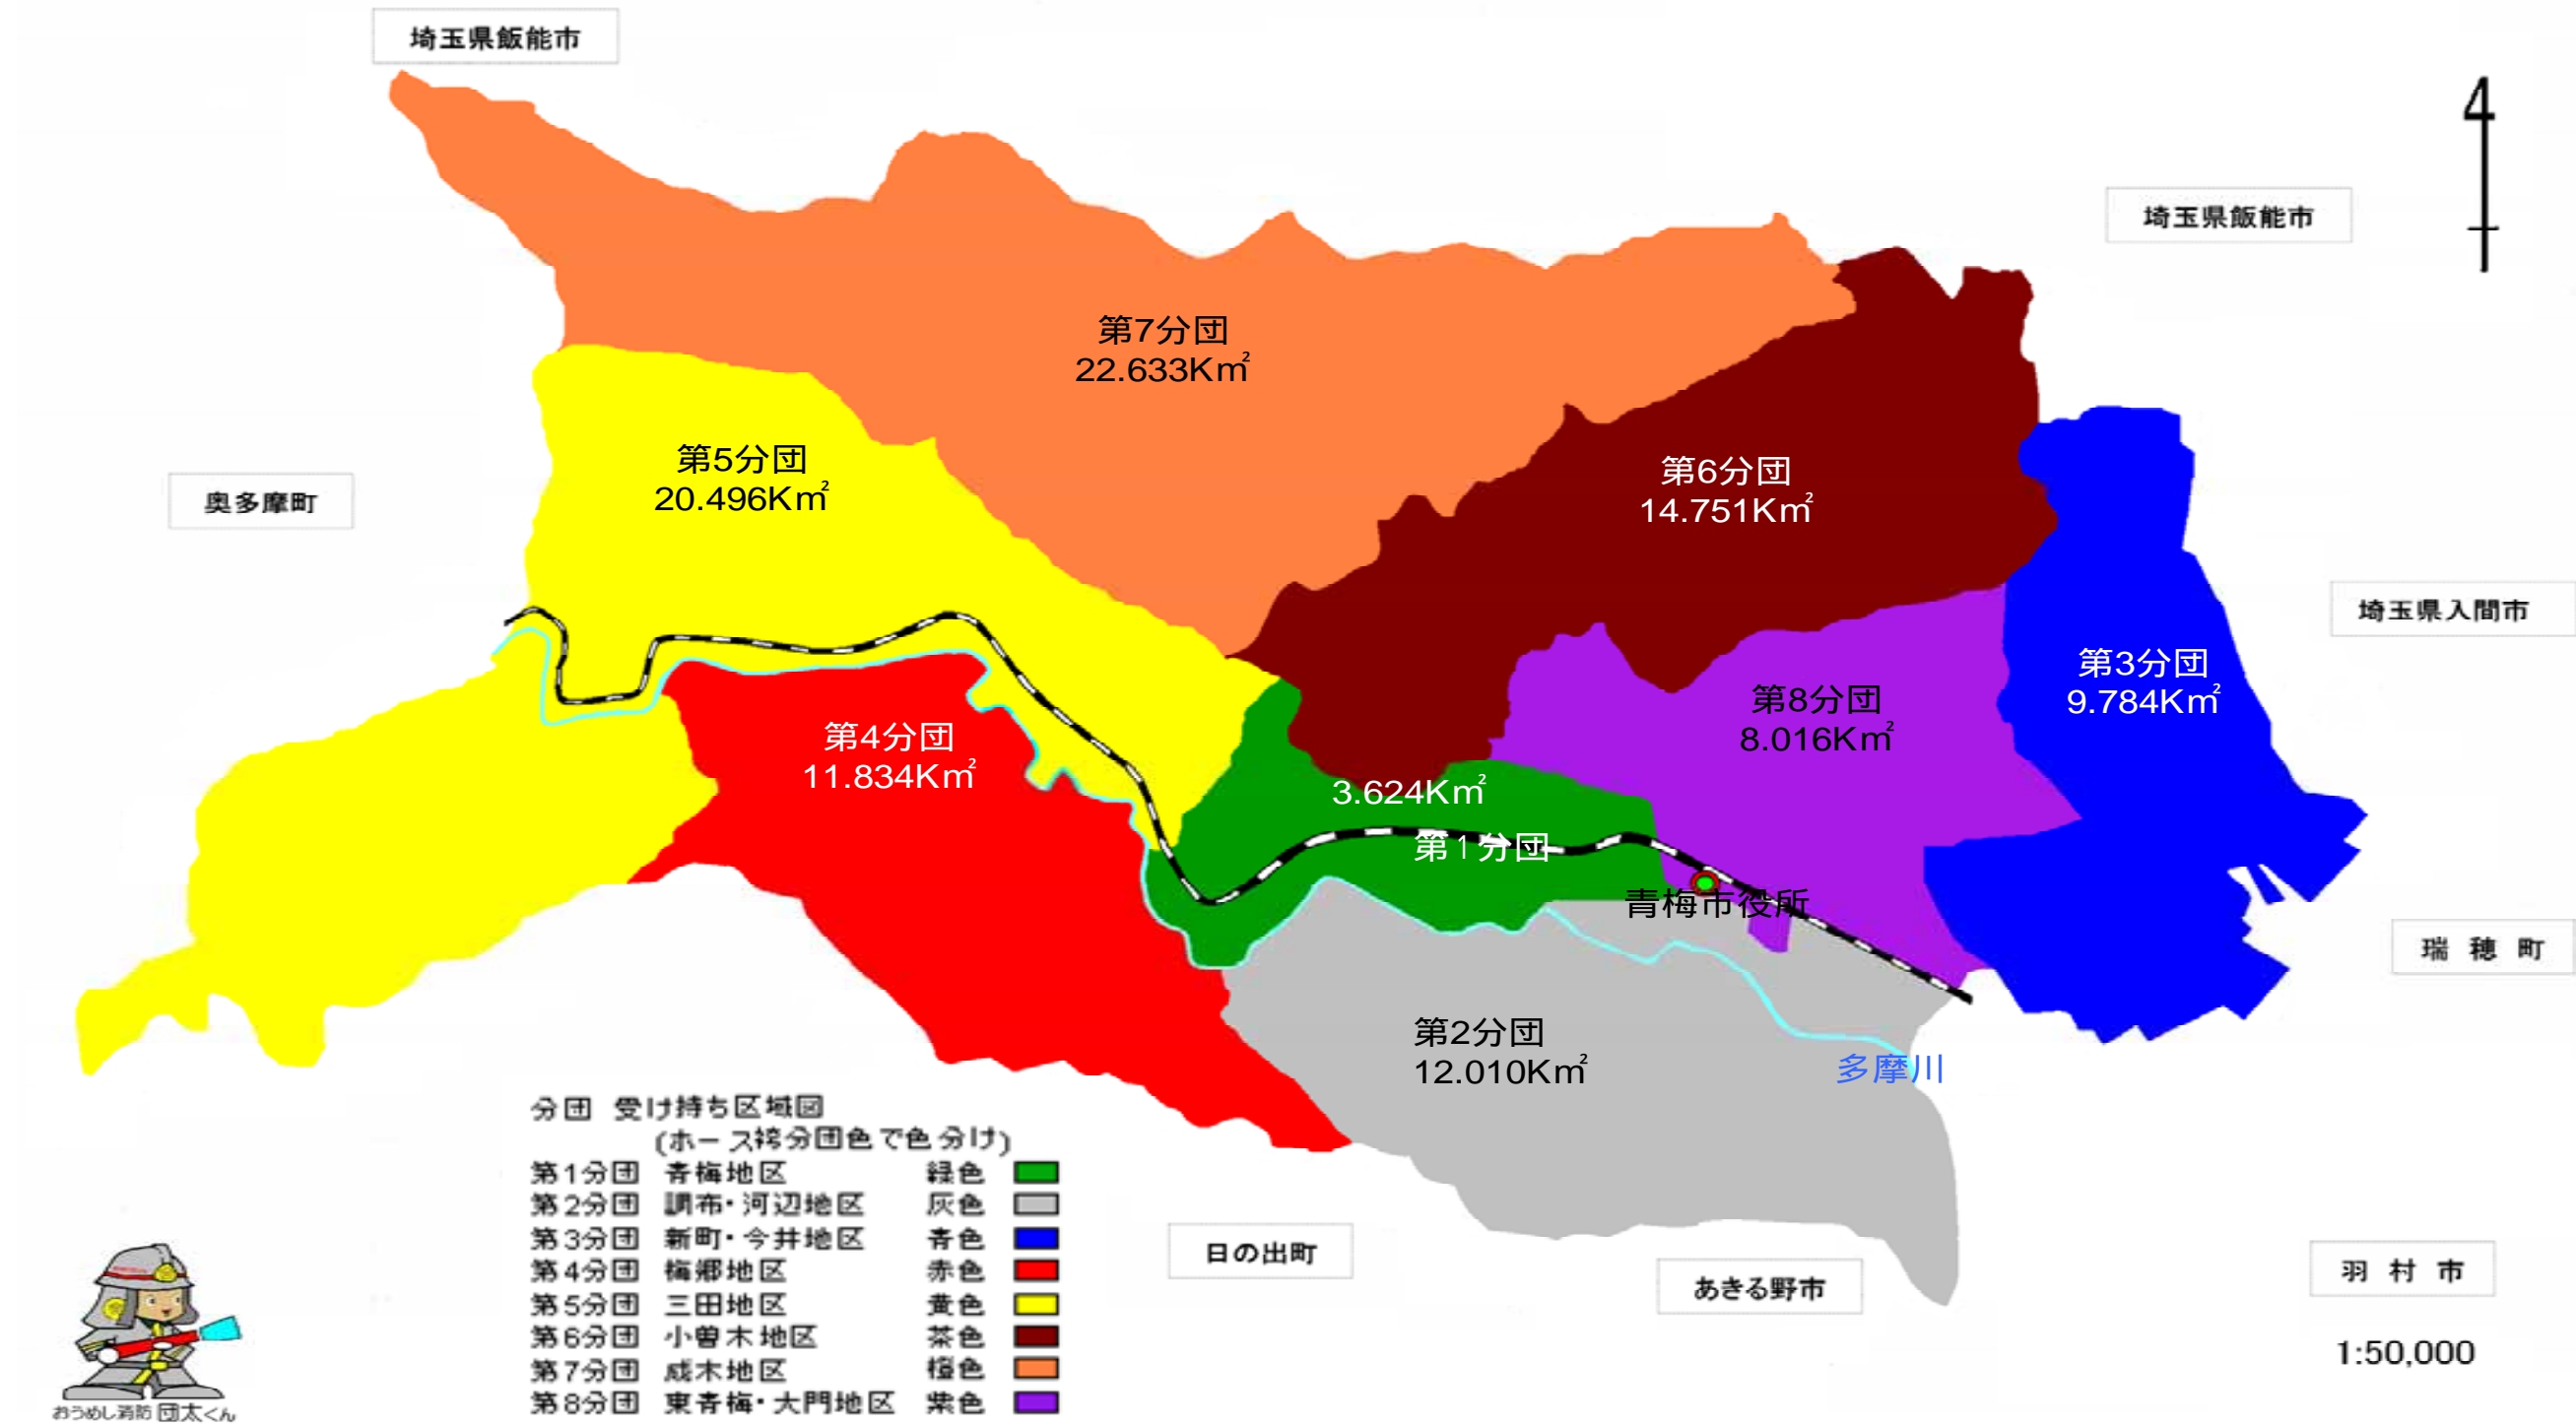 埼玉県飯能市
4
埼玉県飯能市
第7分団
22.633Km²
第5分団
20.496Km²
第6分団
14.751Km²
奥多摩町
埼玉県入間市
第3分団
9.784Km²
第8分団
8.016Km²
第4分団
11.834Km²
3.624Km²
第1分団
青梅市役所
瑞穂町
第2分団
12.010Km²
多摩川
分団 受け持ち区域図
(ホース袴分団色で色分け)
第1分団 青梅地区 緑色
第2分団 調布・河辺地区 灰色
第3分団 新町・今井地区 青色
第4分団 梅郷地区 赤色
第5分団 三田地区 黄色
第6分団 小曽木地区 茶色
第7分団 成木地区 橙色
第8分団 東青梅・大門地区 紫色
日の出町
あきる野市
羽村市
1:50,000
おうめし消防団太くん